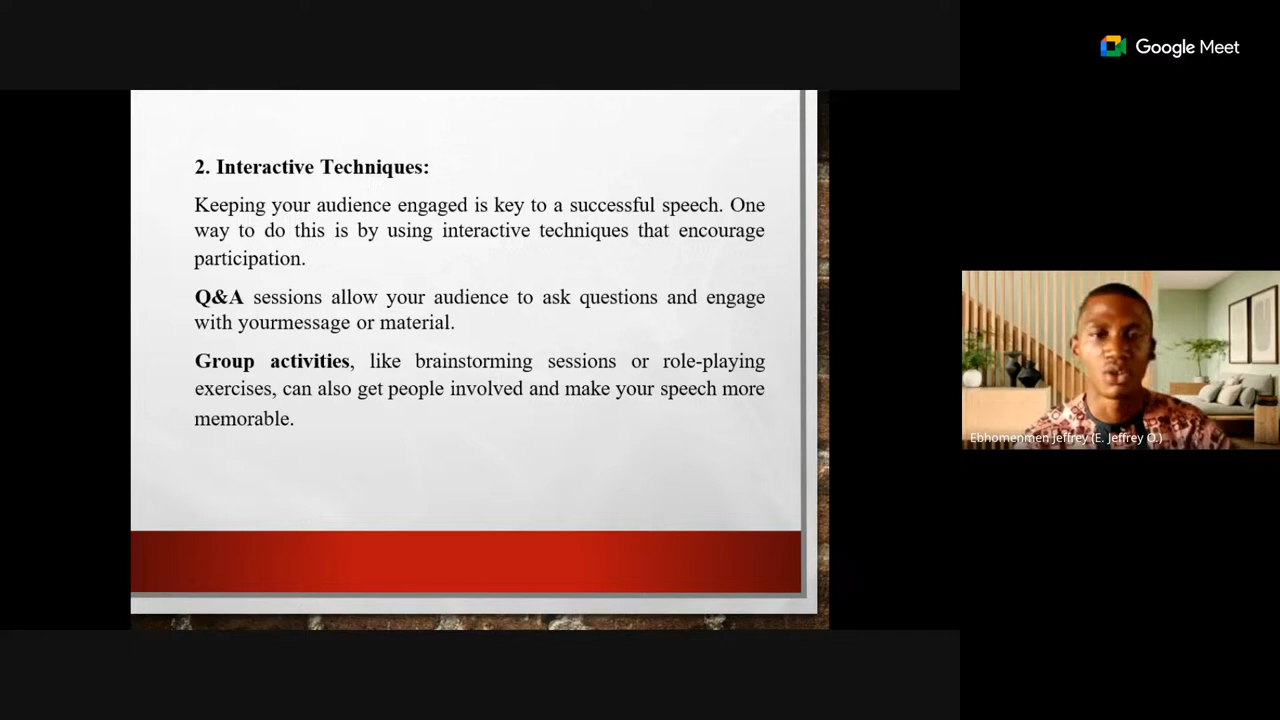 Google Meet
2. Interactive Techniques:
Keeping your audience engaged is key to a successful speech. One
way to do this is by using interactive techniques that encourage
participation.
Q&A sessions allow your audience to ask questions and engage
with yourmessage or material.
Group activities, like brainstorming sessions or role-playing
exercises, can also get people involved and make your speech more
memorable.
Ebhomenmen Jeffrey (E. Jeffrey O.)